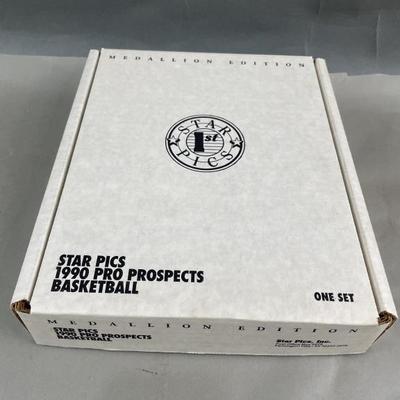 MEDALLION EDITION
STAR
1st
PICS
STAR PICS
1990 PRO PROSPECTS
BASKETBALL
ONE SET
MEDALLION EDITION
STAR PICS
1990 PRO PROSPECTS
BASKETBALL
Star Pics, Inc.